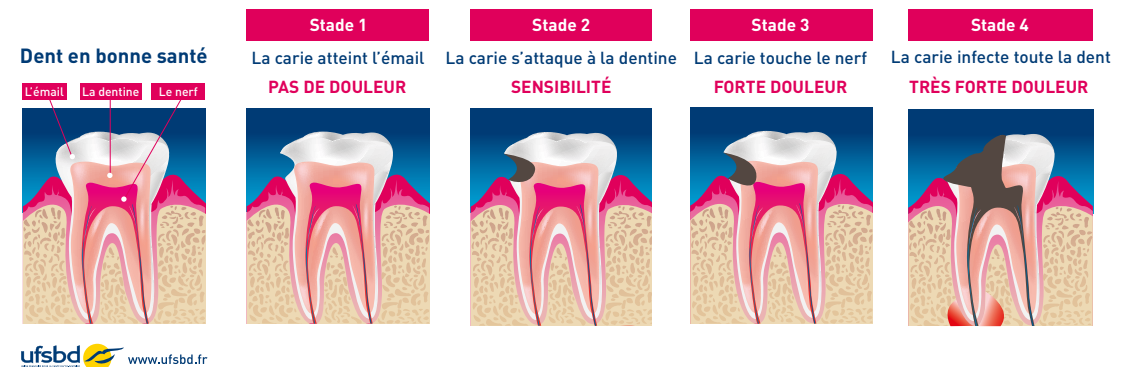 Dent en bonne santé
L'émail
La dentine
Le nerf
Stade 1
La carie atteint l'émail
PAS DE DOULEUR
Stade 2
La carie s'attaque à la dentine
SENSIBILITÉ
Stade 3
La carie touche le nerf
FORTE DOULEUR
Stade 4
La carie infecte toute la dent
TRÈS FORTE DOULEUR
ufsbd
www.ufsbd.fr